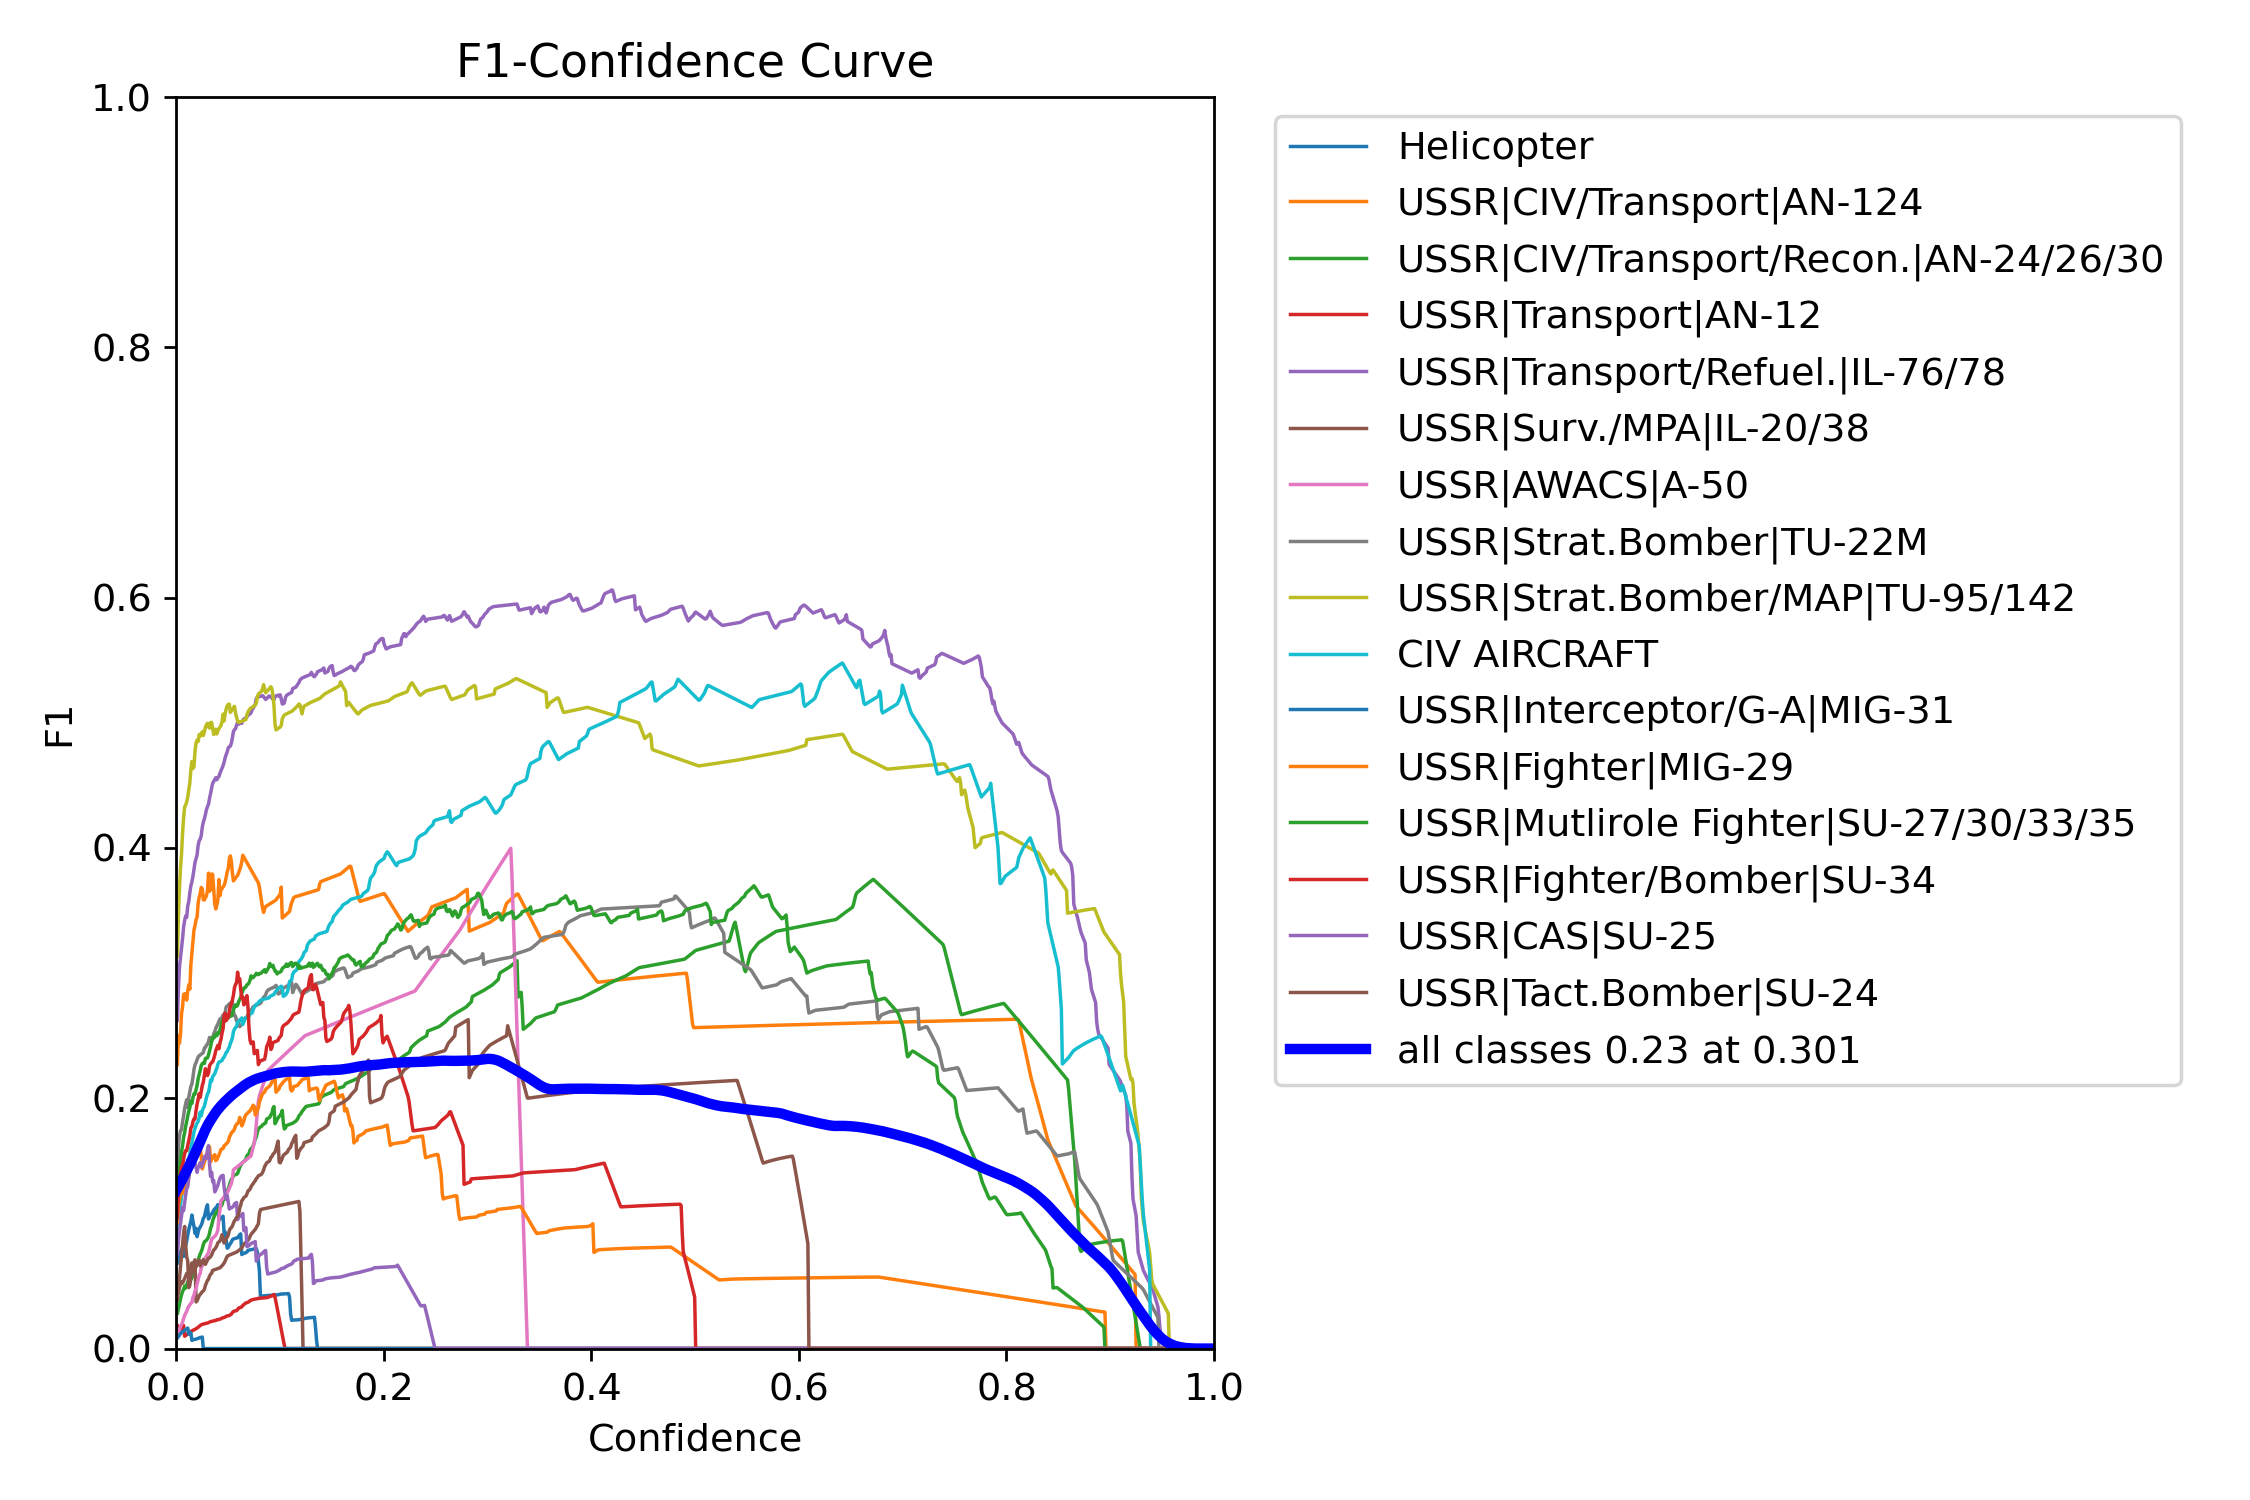 F1-Confidence Curve
1.0
0.8
0.6
0.4
0.2
0.0
F1
0.0 0.2 0.4 0.6 0.8 1.0
Confidence
Helicopter
USSR|CIV/Transport|AN-124
USSR|CIV/Transport/Recon.|AN-24/26/30
USSR|Transport|AN-12
USSR|Transport/Refuel.|IL-76/78
USSR|Surv./MPA|IL-20/38
USSR|AWACS|A-50
USSR|Strat.Bomber|TU-22M
USSR|Strat.Bomber/MAP|TU-95/142
CIV AIRCRAFT
USSR|Interceptor/G-A|MIG-31
USSR|Fighter|MIG-29
USSR|Mutlirole Fighter|SU-27/30/33/35
USSR|Fighter/Bomber|SU-34
USSR|CAS|SU-25
USSR|Tact.Bomber|SU-24
all classes 0.23 at 0.301